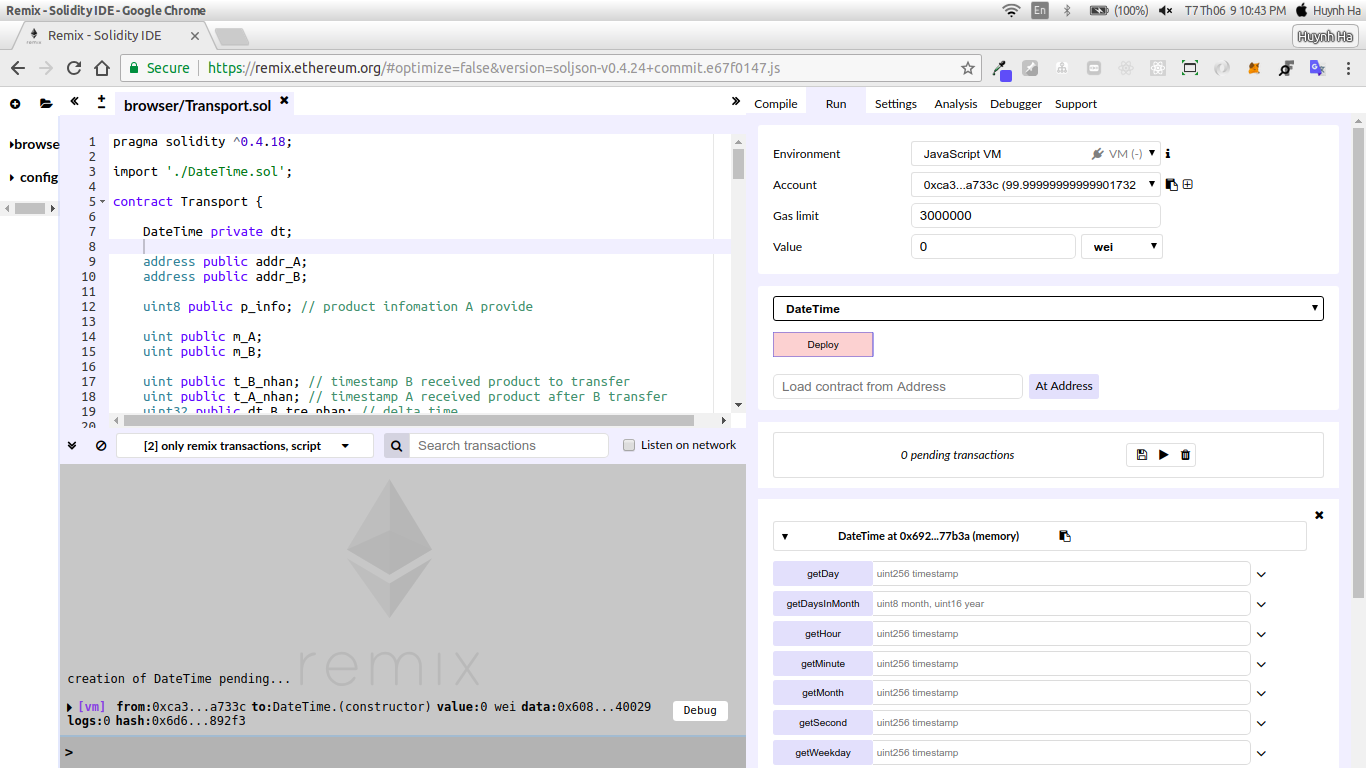 Remix - Solidity IDE - Google Chrome
En (100%) T7 Th06 9 10:43 PM Huynh Ha
Remix - Solidity IDE
Huynh Ha
Secure https://remix.ethereum.org/#optimize=false&version=soljson-v0.4.24+commit.e67f0147.js
browser/Transport.sol
Compile Run Settings Analysis Debugger Support
browse
config
1 pragma solidity ^0.4.18;
2
3 import './DateTime.sol';
4
5 contract Transport {
6
7 DateTime private dt;
8
9 address public addr_A;
10 address public addr_B;
11
12 uint8 public p_info; // product infomation A provide
13
14 uint public m_A;
15 uint public m_B;
16
17 uint public t_B_nhan; // timestamp B received product to transfer
18 uint public t_A_nhan; // timestamp A received product after B transfer
19 uint32 public dt_B_tre_nhan; // delta time
20
[2] only remix transactions, script
Search transactions
Listen on network
remix
creation of DateTime pending...
[vm] from:0xca3...a733c to:DateTime.(constructor) value:0 wei data:0x608...40029
logs:0 hash:0x6d6...892f3
Debug
>
Environment JavaScript VM VM (-)
Account 0xca3...a733c (99.99999999999901732
Gas limit 3000000
Value 0 wei
DateTime
Deploy
Load contract from Address At Address
0 pending transactions
DateTime at 0x692...77b3a (memory)
getDay uint256 timestamp
getDaysInMonth uint8 month, uint16 year
getHour uint256 timestamp
getMinute uint256 timestamp
getMonth uint256 timestamp
getSecond uint256 timestamp
getWeekday uint256 timestamp